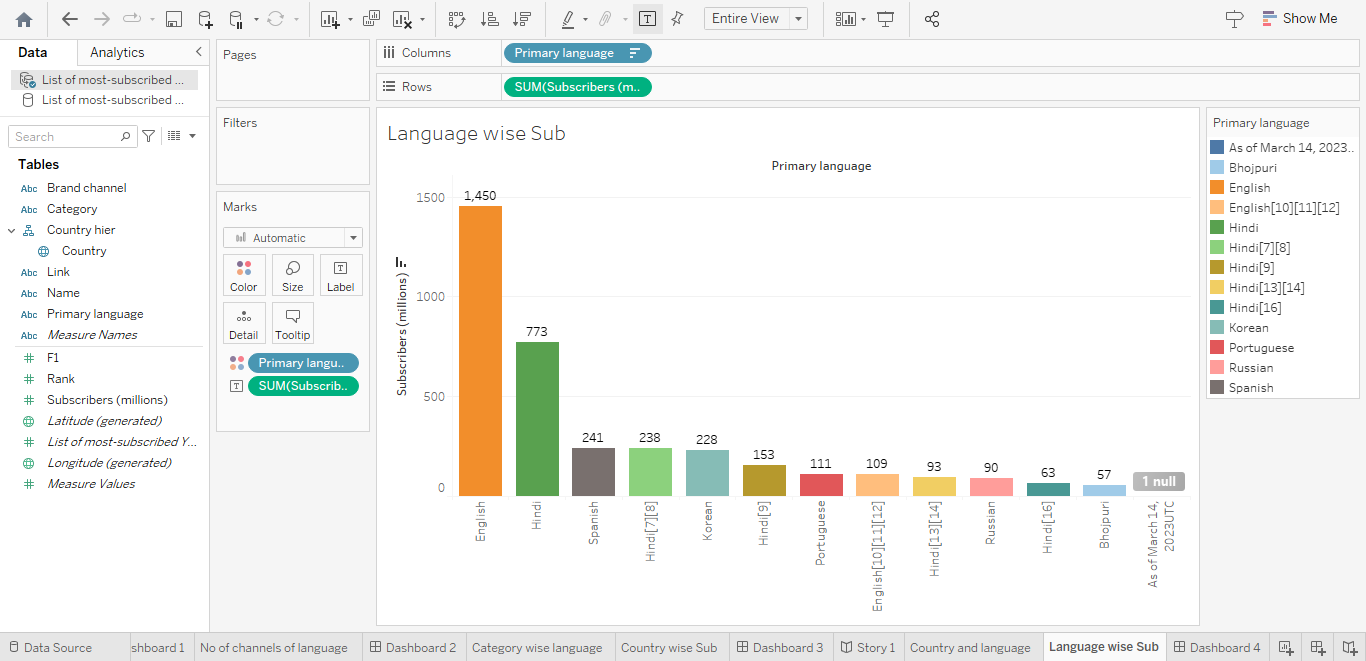 Entire View
Show Me
Data
Analytics
List of most-subscribed ...
List of most-subscribed ...
Search
Tables
Abc Brand channel
Abc Category
Country hier
Country
Abc Link
Abc Name
Abc Primary language
Abc Measure Names
F1
Rank
Subscribers (millions)
Latitude (generated)
List of most-subscribed Y...
Longitude (generated)
Measure Values
Pages
Filters
Marks
Automatic
Color
Size
Label
Detail
Tooltip
Primary langu..
SUM(Subscrib..
Columns
Primary language
Rows
SUM(Subscribers (m..
Language wise Sub
Primary language
Subscribers (millions)
1500
1000
500
0
1,450
773
241
238
228
153
111
109
93
90
63
57
1 null
English
Hindi
Spanish
Hindi[7][8]
Korean
Hindi[9]
Portuguese
English[10][11][12]
Hindi[13][14]
Russian
Hindi[16]
Bhojpuri
As of March 14,
2023UTC
Primary language
As of March 14, 2023..
Bhojpuri
English
English[10][11][12]
Hindi
Hindi[7][8]
Hindi[9]
Hindi[13][14]
Hindi[16]
Korean
Portuguese
Russian
Spanish
Data Source
shboard 1
No of channels of language
Dashboard 2
Category wise language
Country wise Sub
Dashboard 3
Story 1
Country and language
Language wise Sub
Dashboard 4